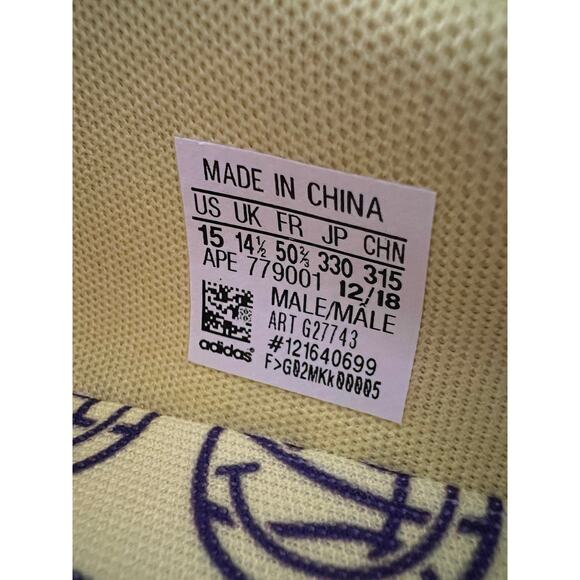 MADE IN CHINA
US UK FR JP CHN
15 14½ 50⅔ 330 315
APE 779001 12/18
MALE/MALE
ART G27743
#121640699
F>G02MKk00005
adidas